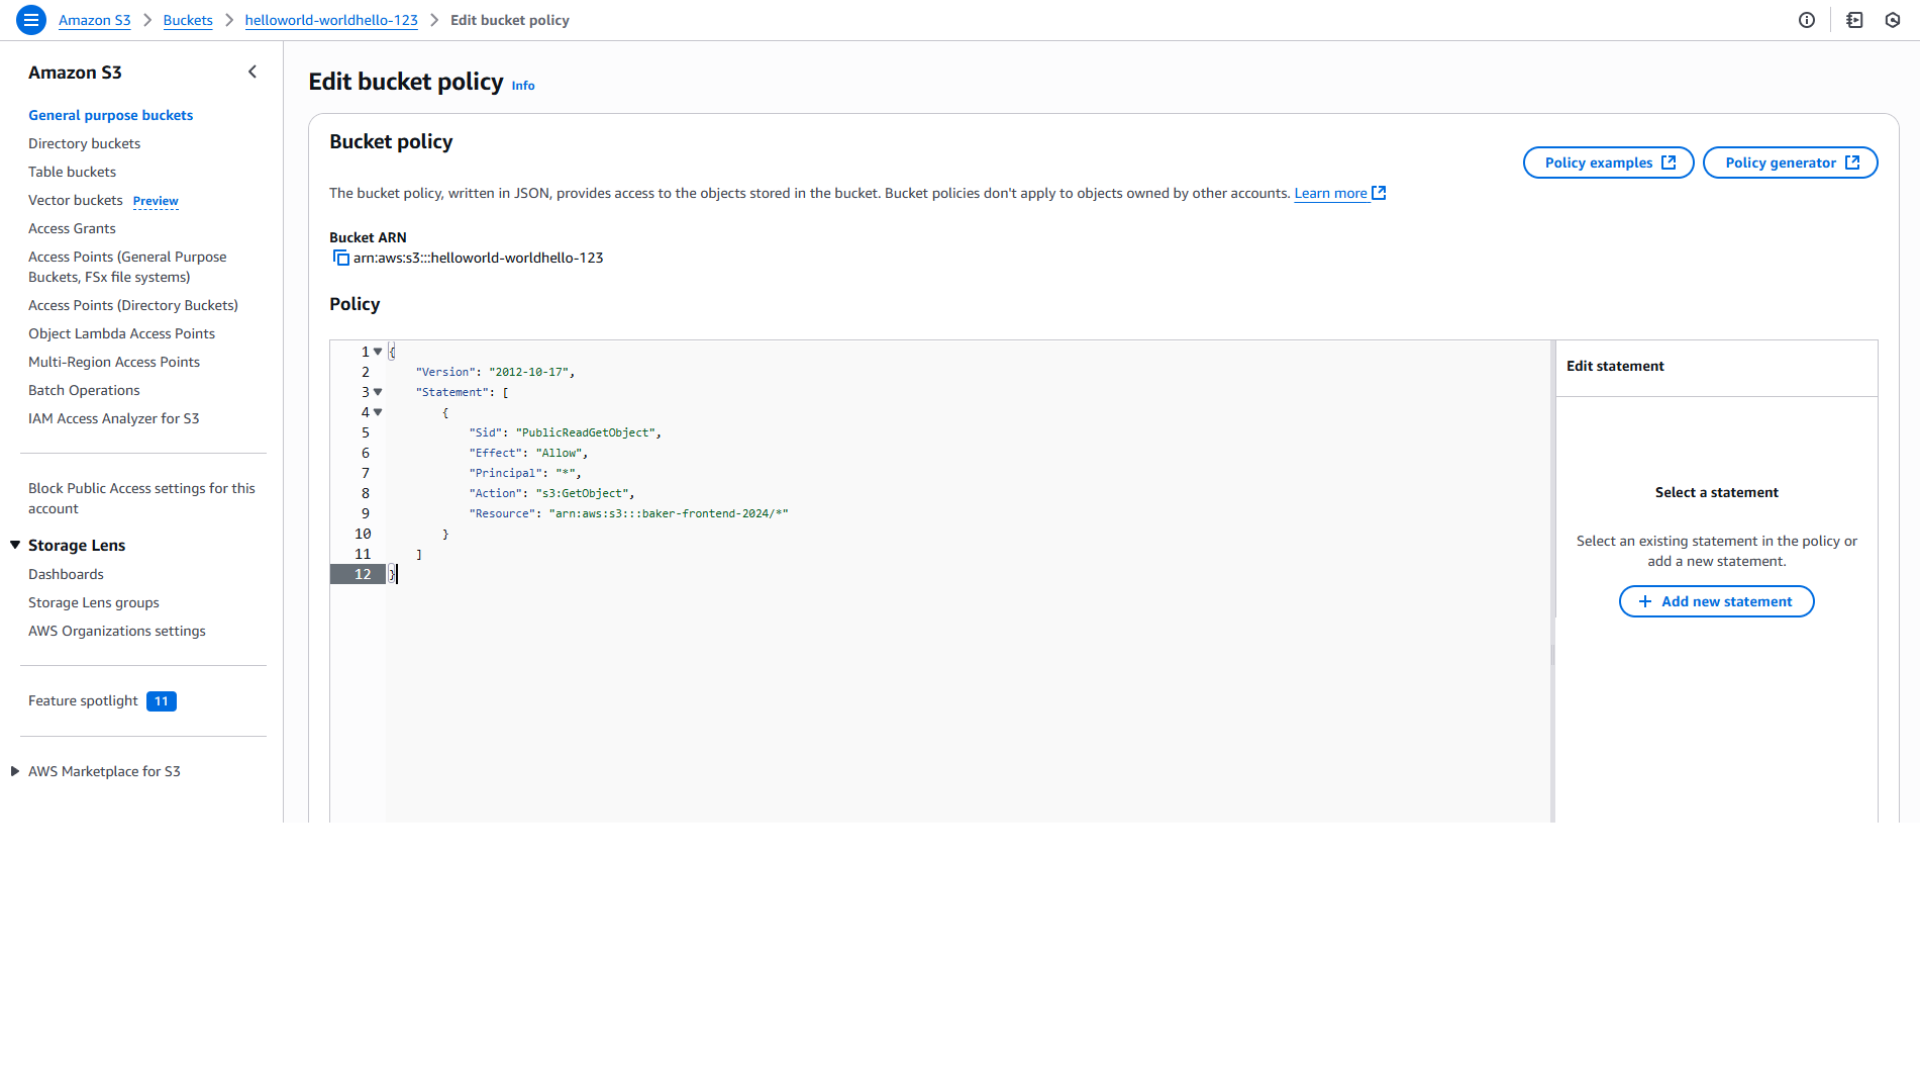 Amazon S3 > Buckets > helloworld-worldhello-123 > Edit bucket policy
Amazon S3
General purpose buckets
Directory buckets
Table buckets
Vector buckets Preview
Access Grants
Access Points (General Purpose
Buckets, FSx file systems)
Access Points (Directory Buckets)
Object Lambda Access Points
Multi-Region Access Points
Batch Operations
IAM Access Analyzer for S3
Block Public Access settings for this
account
Storage Lens
Dashboards
Storage Lens groups
AWS Organizations settings
Feature spotlight 11
AWS Marketplace for S3
Edit bucket policy Info
Bucket policy
Policy examples
Policy generator
The bucket policy, written in JSON, provides access to the objects stored in the bucket. Bucket policies don't apply to objects owned by other accounts. Learn more
Bucket ARN
arn:aws:s3:::helloworld-worldhello-123
Policy
1 {
2 "Version": "2012-10-17",
3 "Statement": [
4 {
5 "Sid": "PublicReadGetObject",
6 "Effect": "Allow",
7 "Principal": "*",
8 "Action": "s3:GetObject",
9 "Resource": "arn:aws:s3:::baker-frontend-2024/*"
10 }
11 ]
12 }
Edit statement
Select a statement
Select an existing statement in the policy or
add a new statement.
+ Add new statement